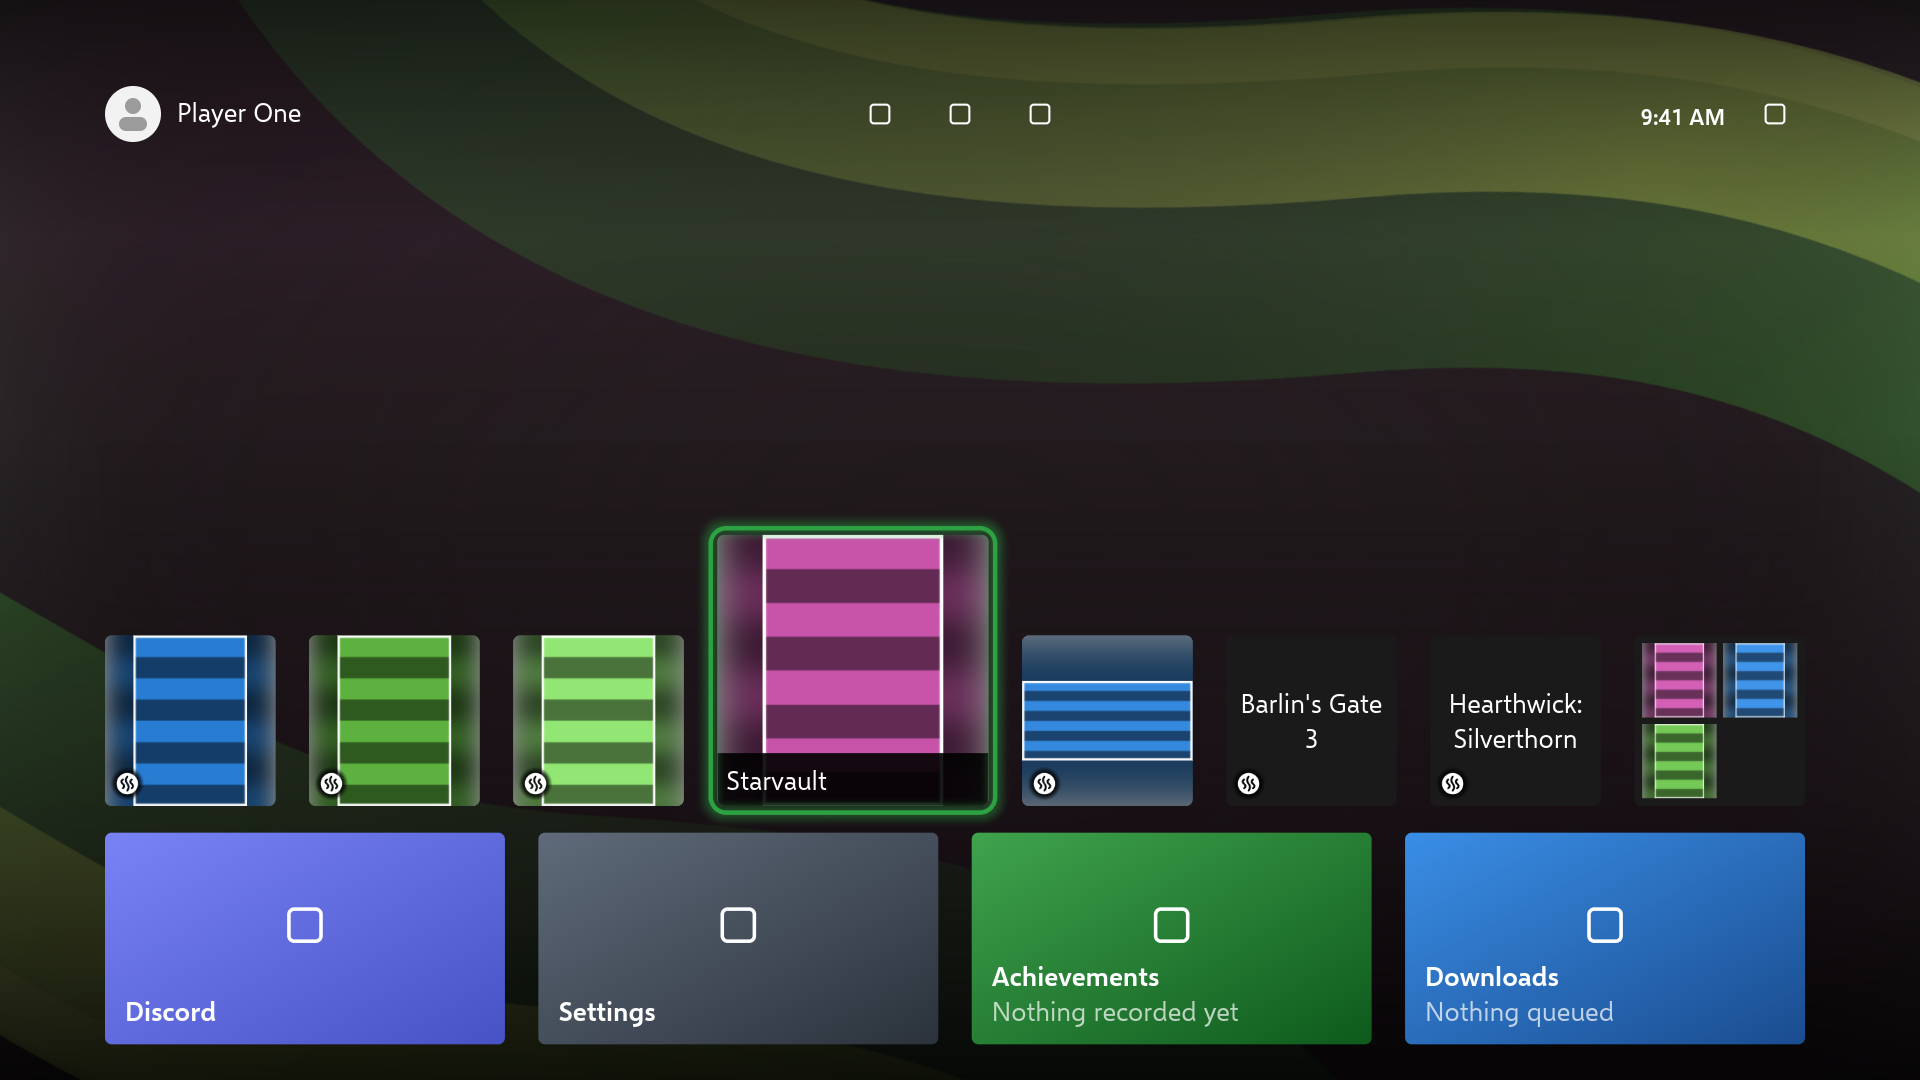 Player One
9:41 AM
Starvault
Barlin's Gate
3
Hearthwick:
Silverthorn
Discord
Settings
Achievements
Nothing recorded yet
Downloads
Nothing queued